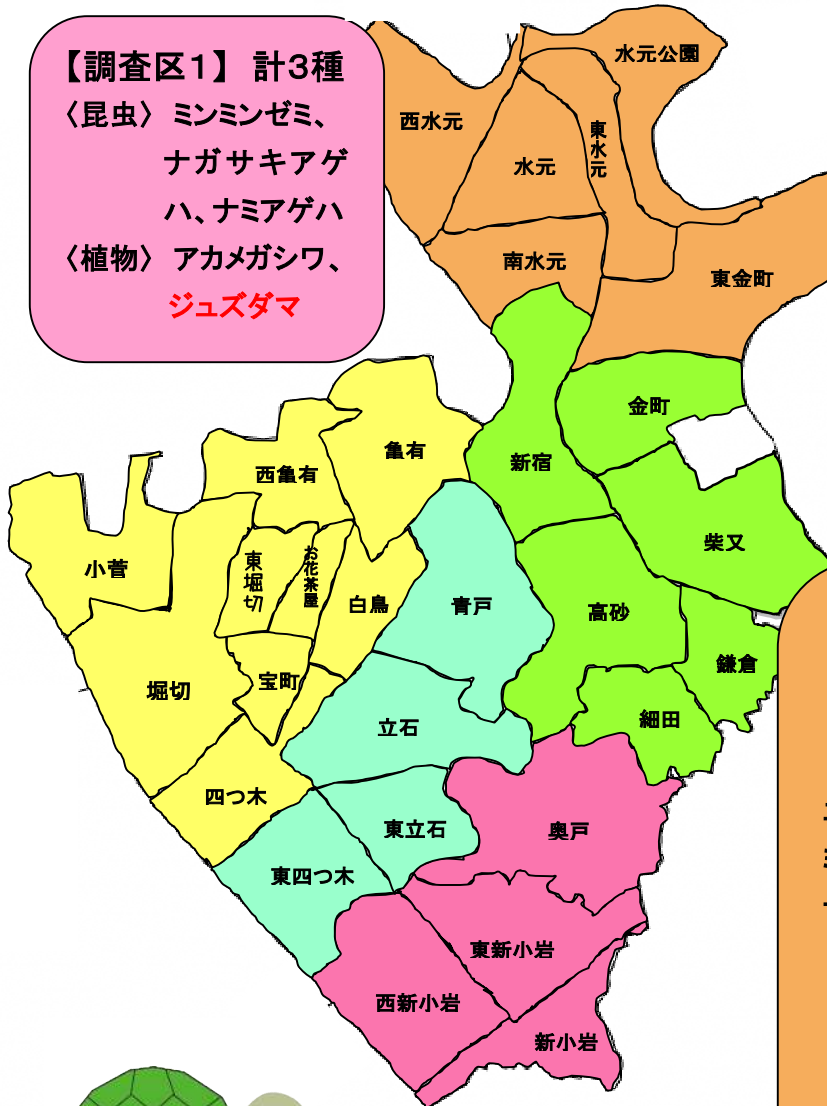 【調査区１】 計３種
〈昆虫〉 ミンミンゼミ、
ナガサキアゲ
ハ、ナミアゲハ
〈植物〉 アカメガシワ、
ジュズダマ
水元公園
西水元
水元
東水元
南水元
東金町
金町
亀有
新宿
西亀有
柴又
小菅
東堀切
お花茶屋
白鳥
青戸
高砂
鎌倉
堀切
宝町
細田
立石
四つ木
東立石
奥戸
東四つ木
東新小岩
西新小岩
新小岩